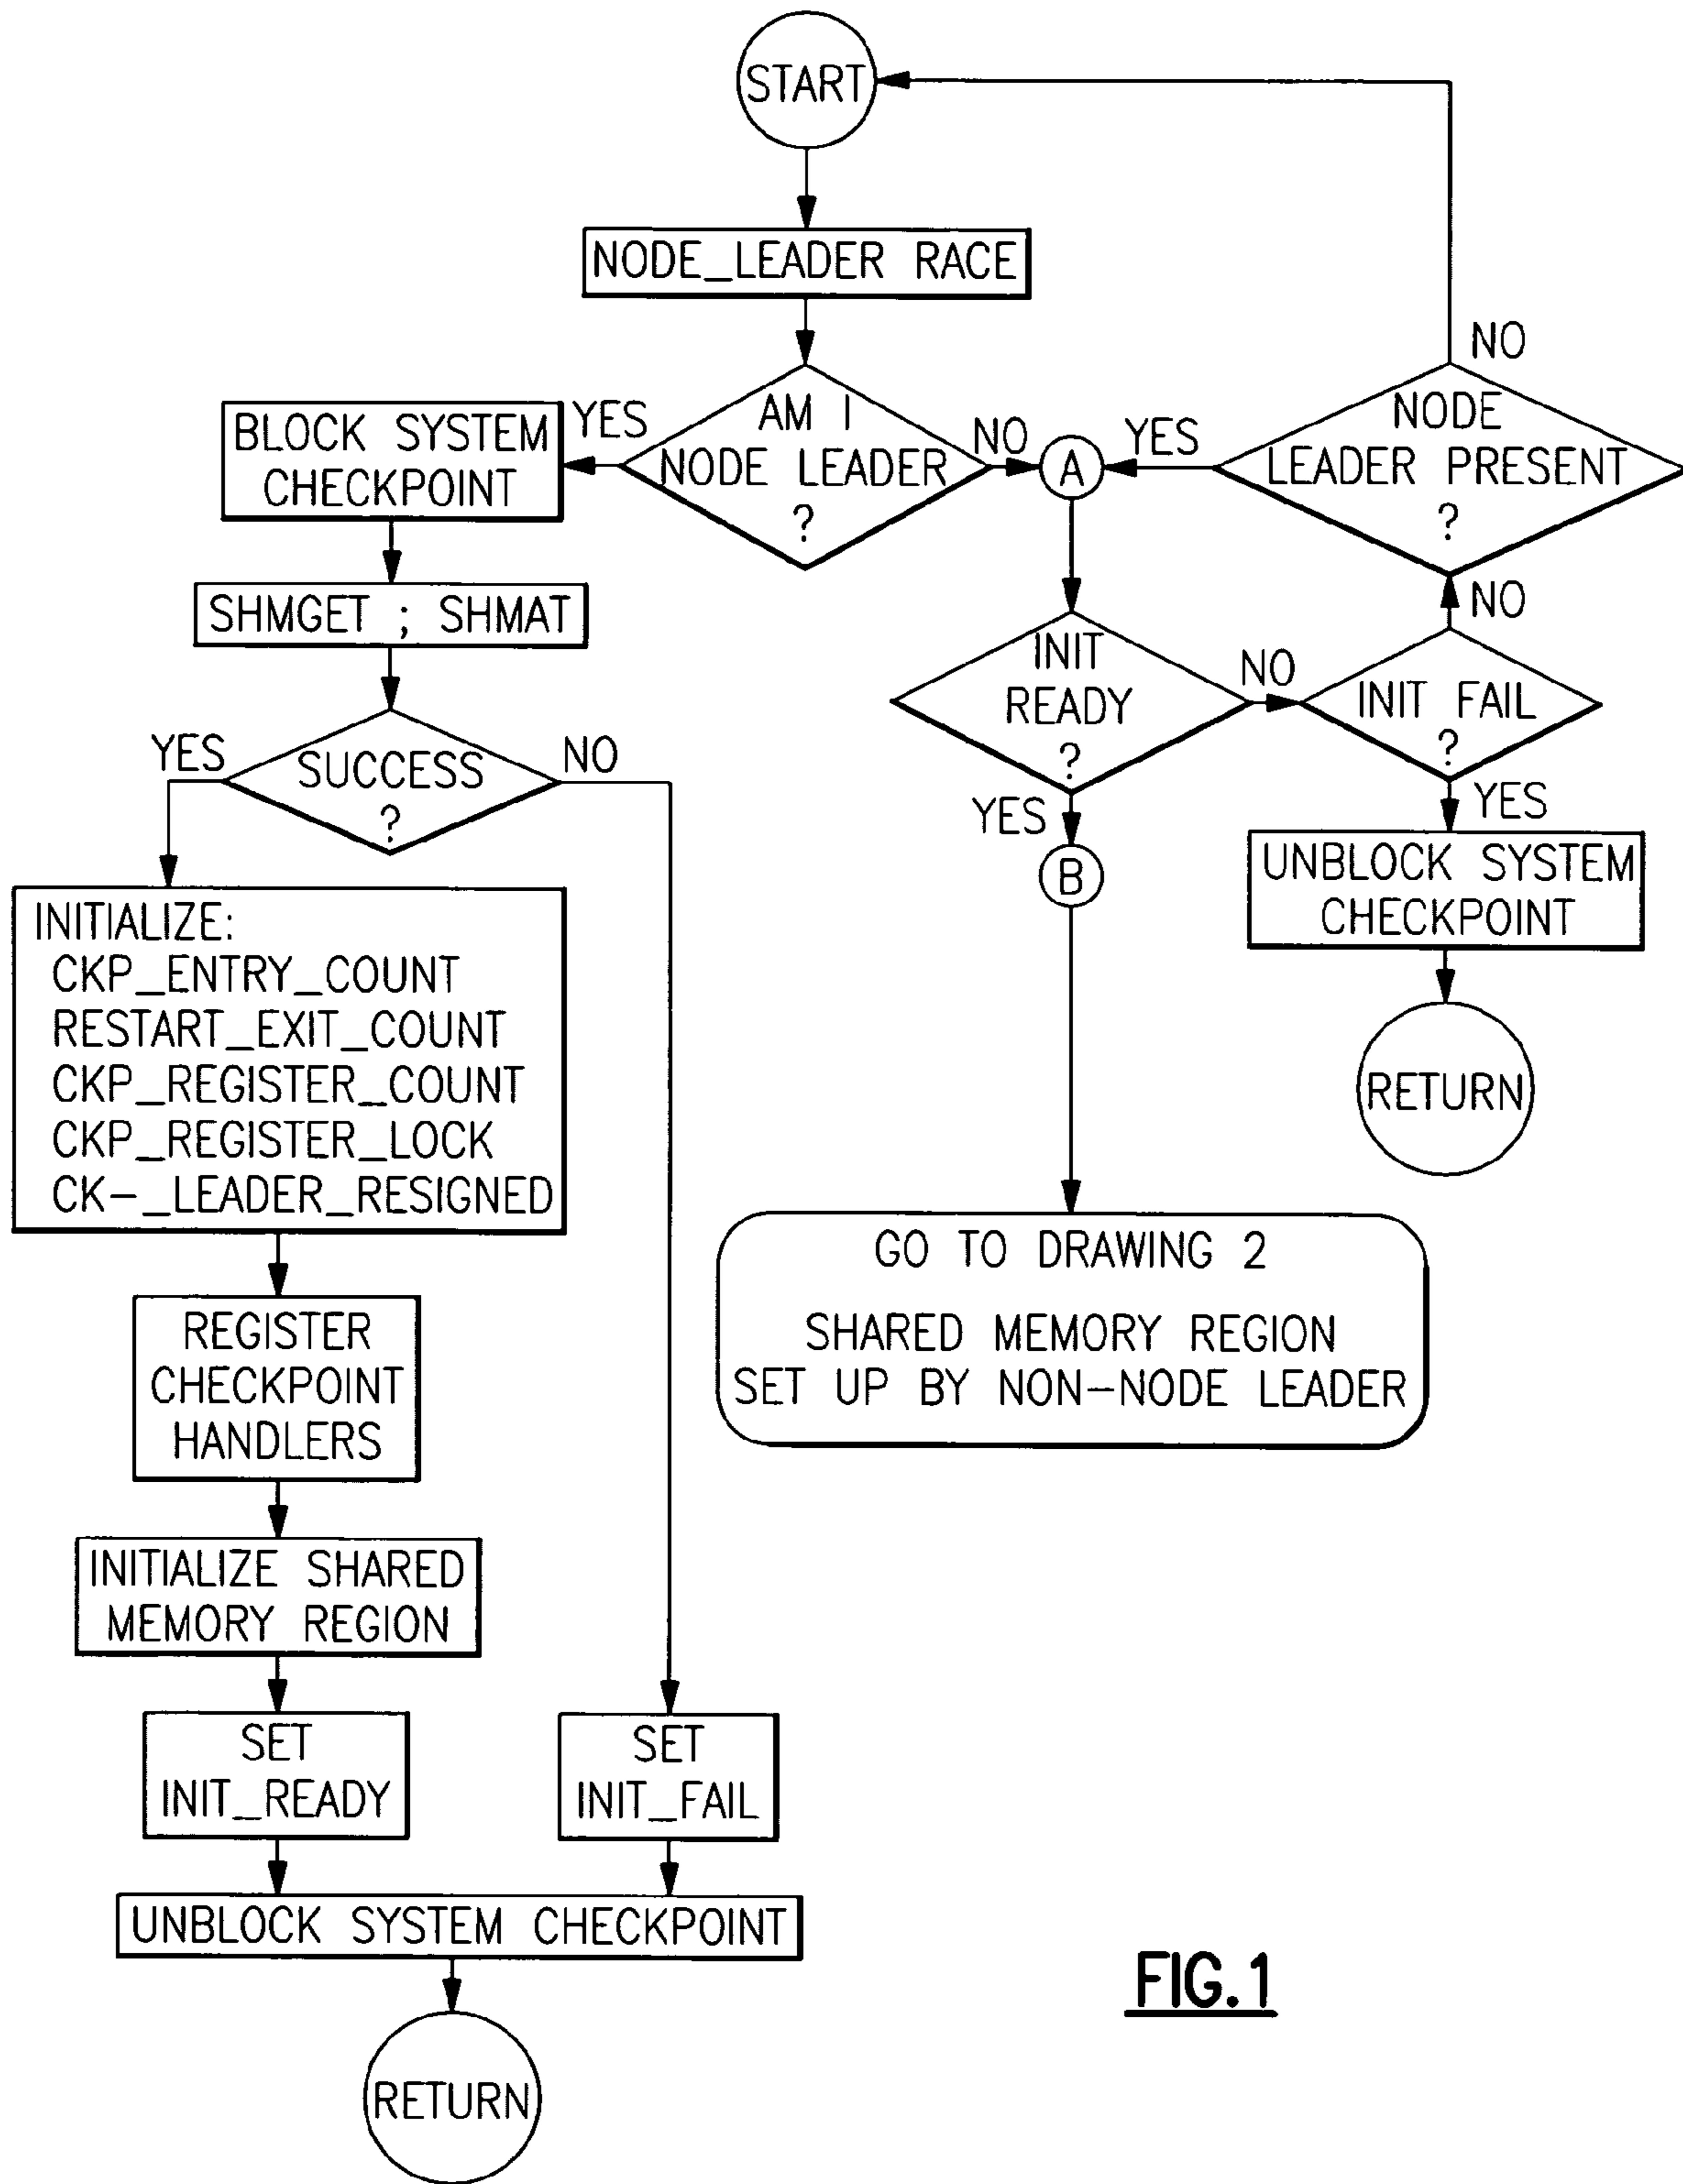 START
NODE_LEADER RACE
NO
AM I
NODE LEADER
?
YES
NO
A
YES
NODE
LEADER PRESENT
?
BLOCK SYSTEM
CHECKPOINT
SHMGET ; SHMAT
NO
INIT
READY
?
NO
INIT FAIL
?
YES
SUCCESS
?
NO
YES
YES
B
UNBLOCK SYSTEM
CHECKPOINT
RETURN
INITIALIZE:
CKP_ENTRY_COUNT
RESTART_EXIT_COUNT
CKP_REGISTER_COUNT
CKP_REGISTER_LOCK
CK-_LEADER_RESIGNED
GO TO DRAWING 2
SHARED MEMORY REGION
SET UP BY NON-NODE LEADER
REGISTER
CHECKPOINT
HANDLERS
INITIALIZE SHARED
MEMORY REGION
SET
INIT_READY
SET
INIT_FAIL
UNBLOCK SYSTEM CHECKPOINT
RETURN
FIG.1